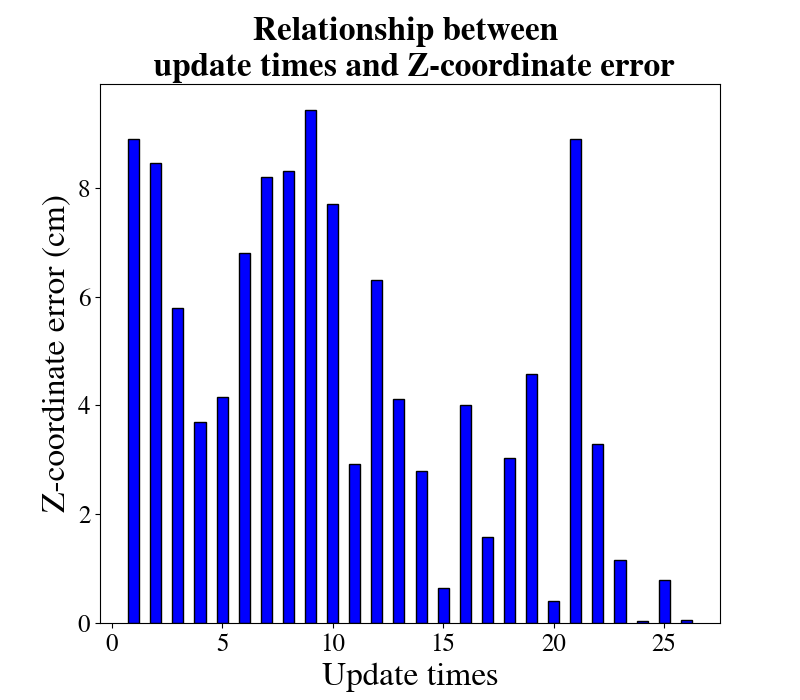 Relationship between
update times and Z-coordinate error
Z-coordinate error (cm)
8
6
4
2
0
0 5 10 15 20 25
Update times